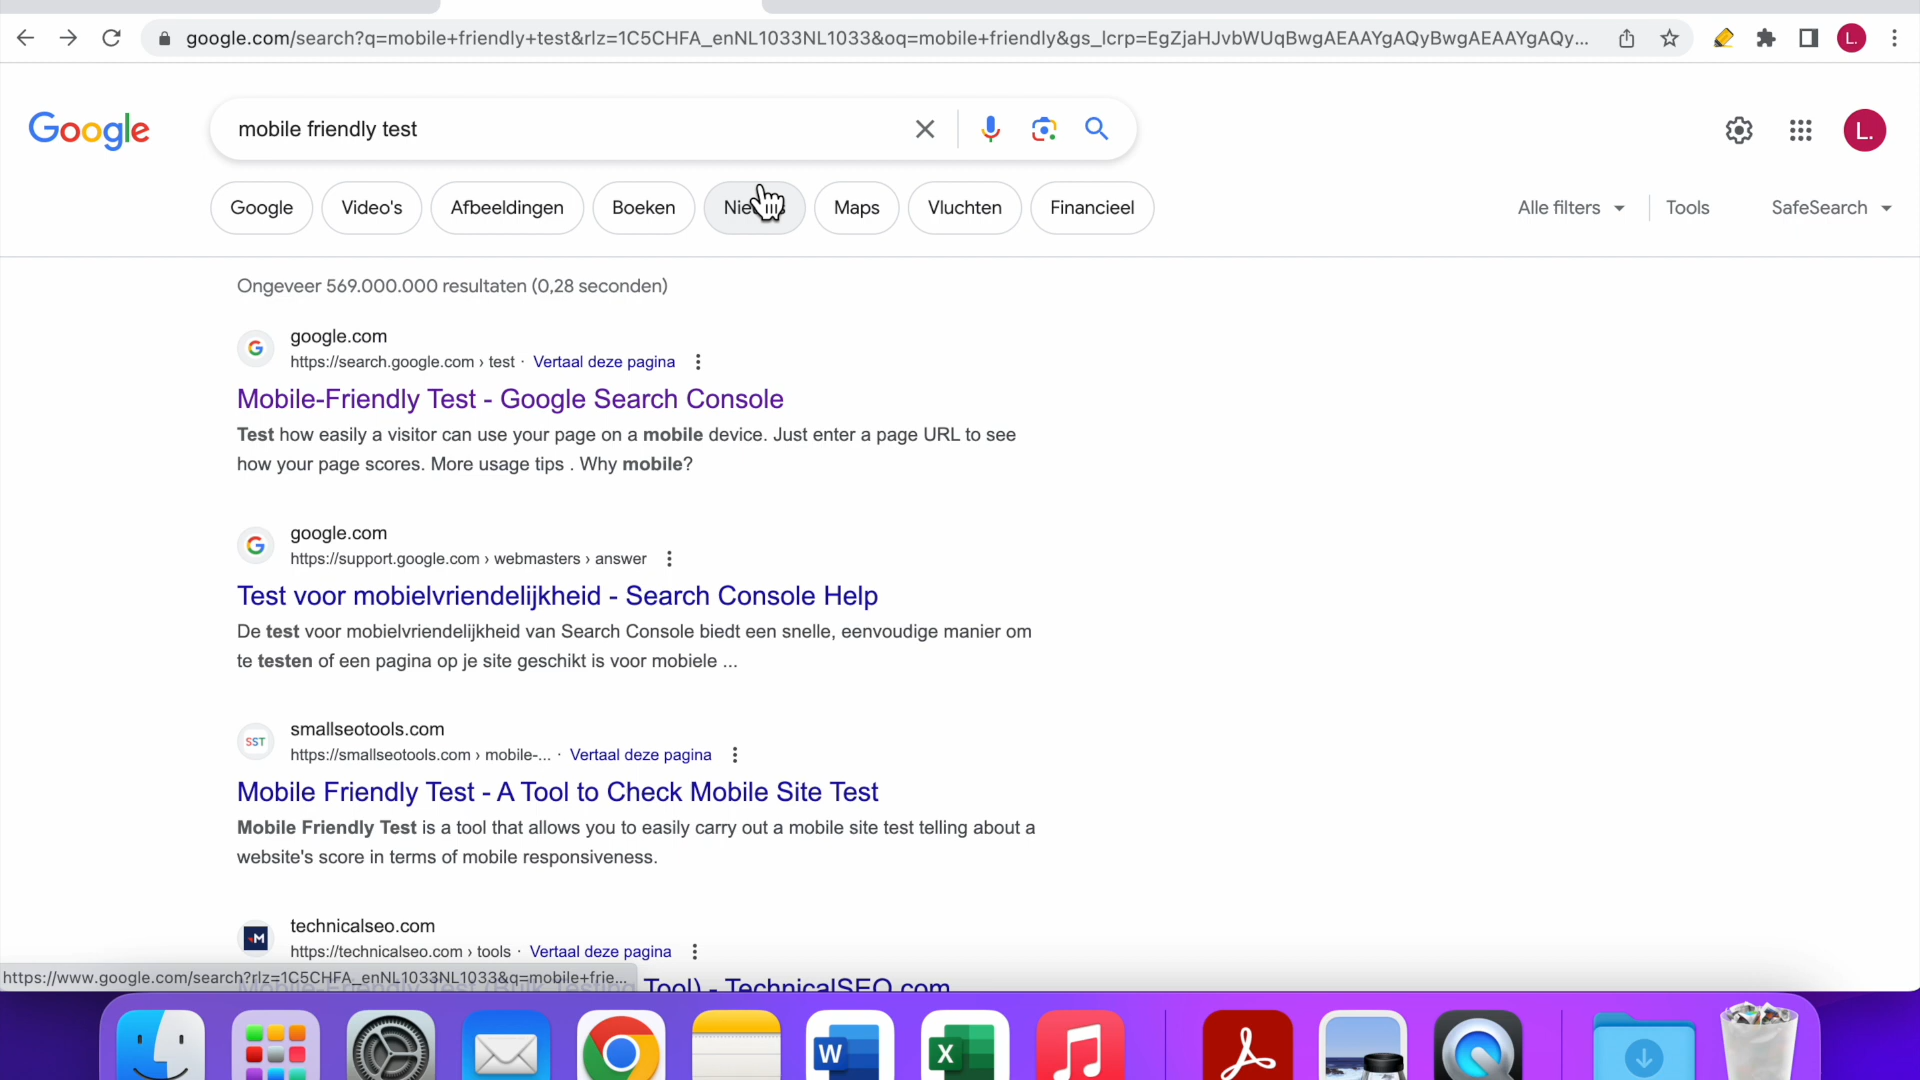 google.com/search?q=mobile+friendly+test&rlz=1C5CHFA_enNL1033NL1033&oq=mobile+friendly&gs_lcrp=EgZjaHJvbWUqBwgAEAAYgAQyBwgAEAAYgAQy...
L.
Google
mobile friendly test
L.
Google
Video's
Afbeeldingen
Boeken
Maps
Vluchten
Financieel
Alle filters
Tools
SafeSearch
Ongeveer 569.000.000 resultaten (0,28 seconden)
google.com
https://search.google.com › test · Vertaal deze pagina
Mobile-Friendly Test - Google Search Console
Test how easily a visitor can use your page on a mobile device. Just enter a page URL to see
how your page scores. More usage tips . Why mobile?
google.com
https://support.google.com › webmasters › answer
Test voor mobielvriendelijkheid - Search Console Help
De test voor mobielvriendelijkheid van Search Console biedt een snelle, eenvoudige manier om
te testen of een pagina op je site geschikt is voor mobiele ...
SST
smallseotools.com
https://smallseotools.com › mobile-... · Vertaal deze pagina
Mobile Friendly Test - A Tool to Check Mobile Site Test
Mobile Friendly Test is a tool that allows you to easily carry out a mobile site test telling about a
website's score in terms of mobile responsiveness.
M
technicalseo.com
https://technicalseo.com › tools · Vertaal deze pagina
Tool) - TechnicalSEO.com
https://www.google.com/search?rlz=1C5CHFA_enNL1033NL1033&q=mobile+frie...
W
X